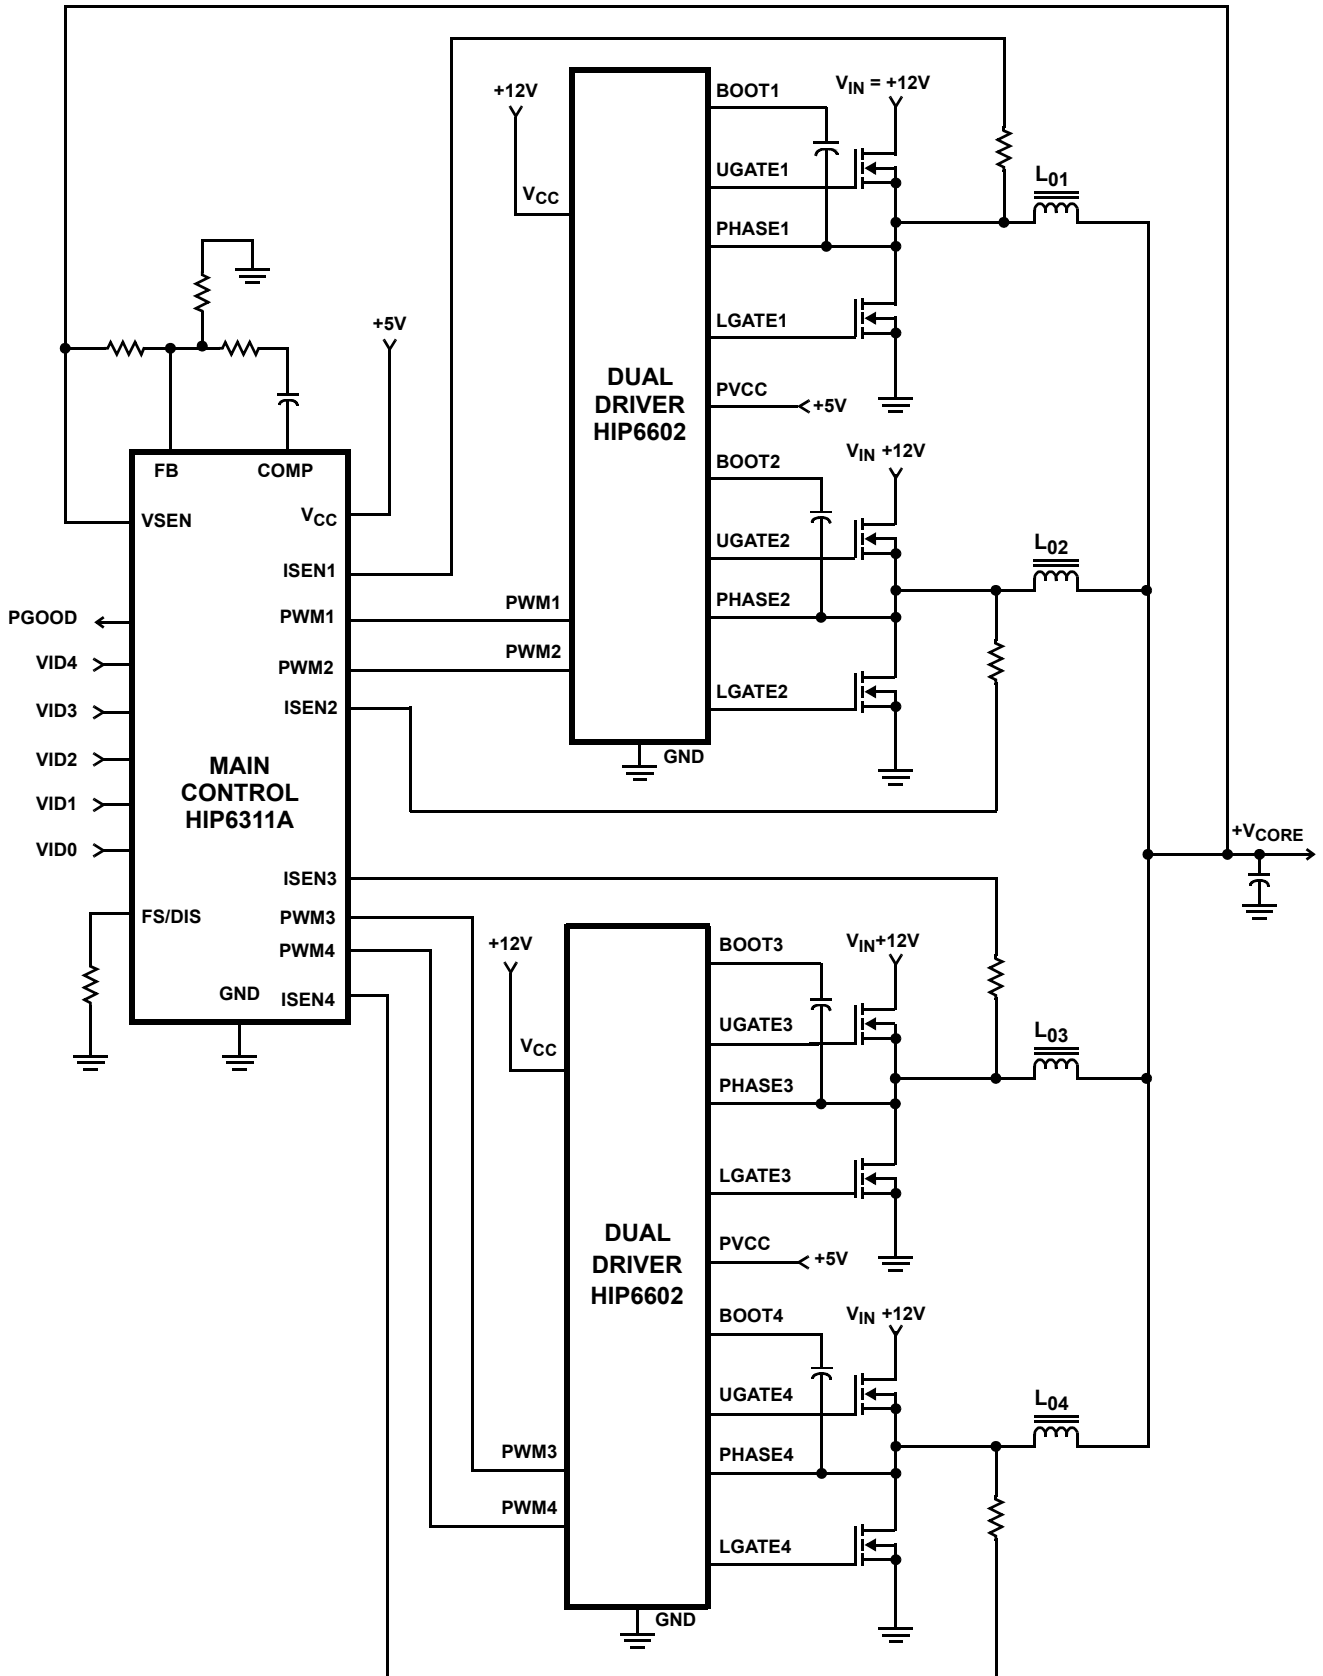 +12V
BOOT1
VIN = +12V
UGATE1
VCC
L01
PHASE1
LGATE1
+5V
DUAL
DRIVER
HIP6602
PVCC
+5V
BOOT2
VIN +12V
FB
COMP
VSEN
VCC
UGATE2
L02
ISEN1
PHASE2
PGOOD
PWM1
PWM1
VID4
PWM2
PWM2
LGATE2
VID3
ISEN2
VID2
GND
MAIN
CONTROL
HIP6311A
VID1
VID0
+VCORE
ISEN3
FS/DIS
PWM3
PWM4
GND
ISEN4
+12V
BOOT3
VIN+12V
UGATE3
VCC
L03
PHASE3
LGATE3
DUAL
DRIVER
HIP6602
PVCC
+5V
BOOT4
VIN +12V
UGATE4
L04
PWM3
PHASE4
PWM4
LGATE4
GND